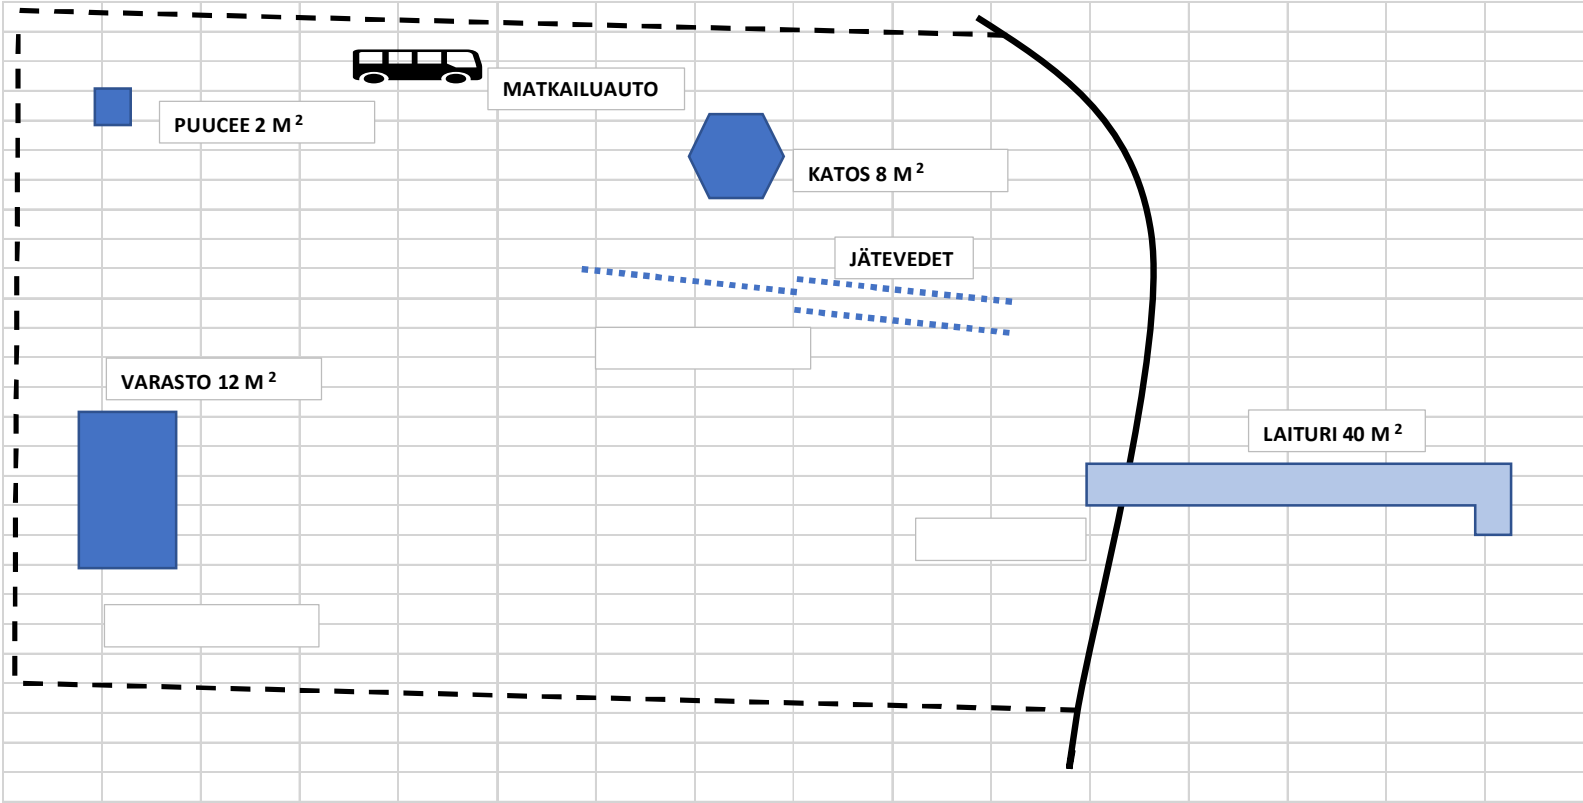 MATKAILUAUTO
PUUCEE 2 M²
KATOS 8 M²
JÄTEVEDET
VARASTO 12 M²
LAITURI 40 M²